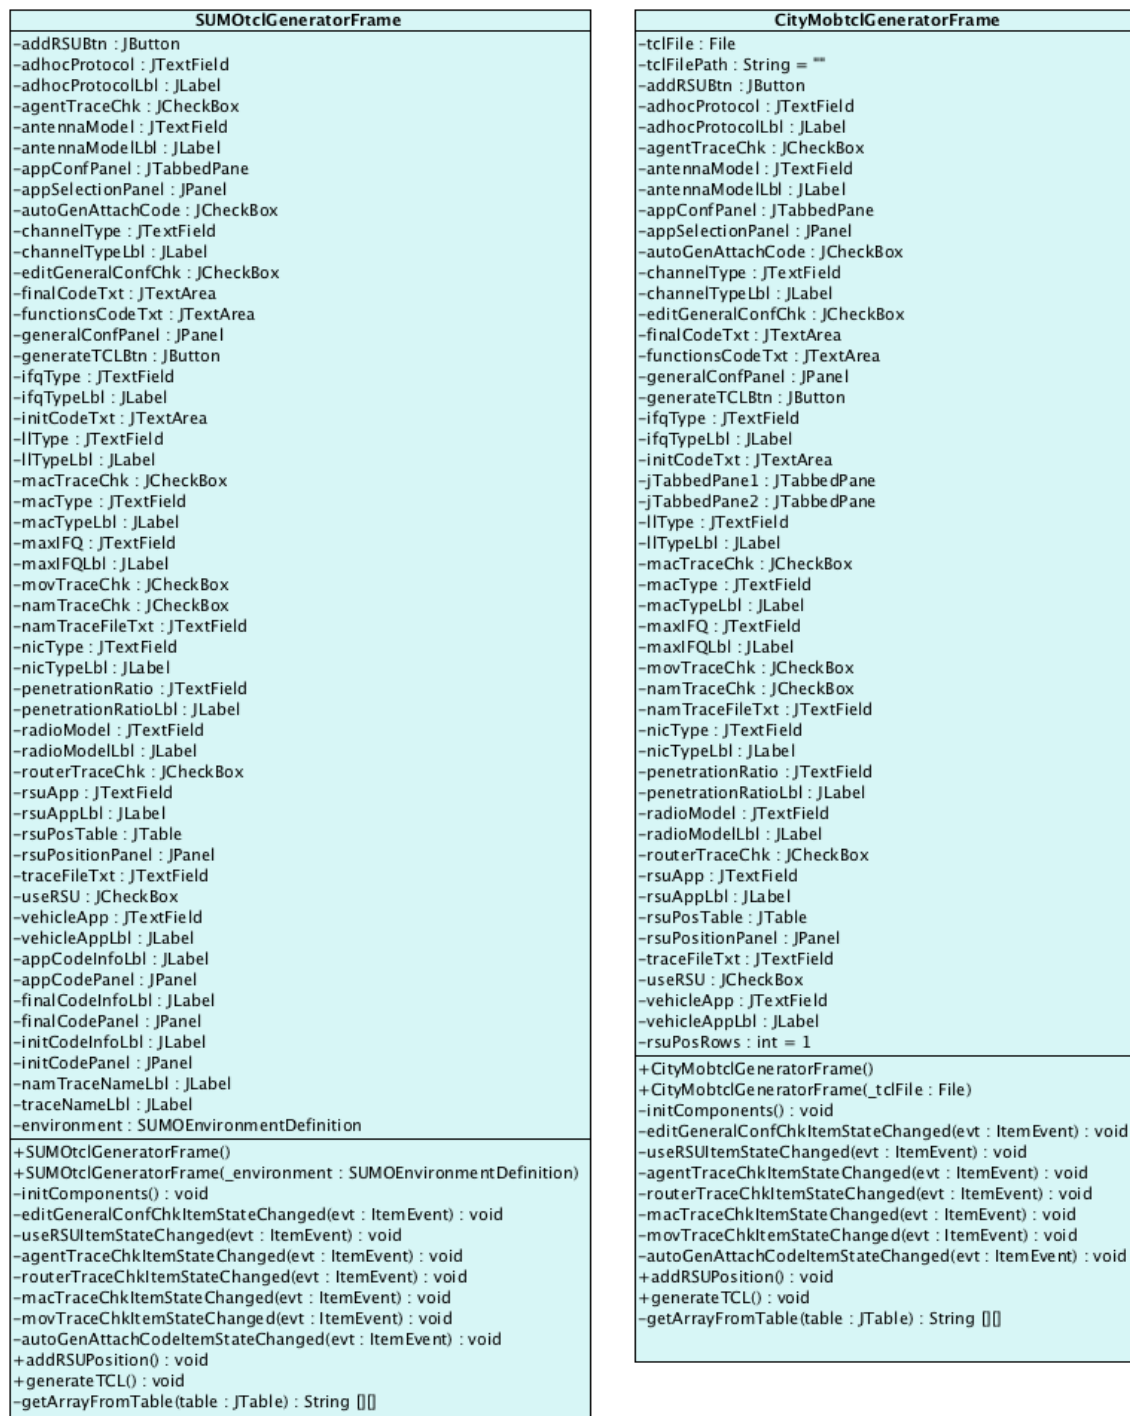 SUMOtclGeneratorFrame
-addRSUBtn : JButton
-adhocProtocol : JTextField
-adhocProtocolLbl : JLabel
-agentTraceChk : JCheckBox
-antennaModel : JTextField
-antennaModelLbl : JLabel
-appConfPanel : JTabbedPane
-appSelectionPanel : JPanel
-autoGenAttachCode : JCheckBox
-channelType : JTextField
-channelTypeLbl : JLabel
-editGeneralConfChk : JCheckBox
-finalCodeTxt : JTextArea
-functionsCodeTxt : JTextArea
-generalConfPanel : JPanel
-generateTCLBtn : JButton
-ifqType : JTextField
-ifqTypeLbl : JLabel
-initCodeTxt : JTextArea
-llType : JTextField
-llTypeLbl : JLabel
-macTraceChk : JCheckBox
-macType : JTextField
-macTypeLbl : JLabel
-maxIFQ : JTextField
-maxIFQLbl : JLabel
-movTraceChk : JCheckBox
-namTraceChk : JCheckBox
-namTraceFileTxt : JTextField
-nicType : JTextField
-nicTypeLbl : JLabel
-penetrationRatio : JTextField
-penetrationRatioLbl : JLabel
-radioModel : JTextField
-radioModelLbl : JLabel
-routerTraceChk : JCheckBox
-rsuApp : JTextField
-rsuAppLbl : JLabel
-rsuPosTable : JTable
-rsuPositionPanel : JPanel
-traceFileTxt : JTextField
-useRSU : JCheckBox
-vehicleApp : JTextField
-vehicleAppLbl : JLabel
-appCodeInfoLbl : JLabel
-appCodePanel : JPanel
-finalCodeInfoLbl : JLabel
-finalCodePanel : JPanel
-initCodeInfoLbl : JLabel
-initCodePanel : JPanel
-namTraceNameLbl : JLabel
-traceNameLbl : JLabel
-environment : SUMOEnvironmentDefinition
+SUMOtclGeneratorFrame()
+SUMOtclGeneratorFrame(_environment : SUMOEnvironmentDefinition)
-initComponents() : void
-editGeneralConfChkItemStateChanged(evt : ItemEvent) : void
-useRSUItemStateChanged(evt : ItemEvent) : void
-agentTraceChkItemStateChanged(evt : ItemEvent) : void
-routerTraceChkItemStateChanged(evt : ItemEvent) : void
-macTraceChkItemStateChanged(evt : ItemEvent) : void
-movTraceChkItemStateChanged(evt : ItemEvent) : void
-autoGenAttachCodeItemStateChanged(evt : ItemEvent) : void
+addRSUPosition() : void
+generateTCL() : void
-getArrayFromTable(table : JTable) : String [][]
CityMobtclGeneratorFrame
-tclFile : File
-tclFilePath : String = ""
-addRSUBtn : JButton
-adhocProtocol : JTextField
-adhocProtocolLbl : JLabel
-agentTraceChk : JCheckBox
-antennaModel : JTextField
-antennaModelLbl : JLabel
-appConfPanel : JTabbedPane
-appSelectionPanel : JPanel
-autoGenAttachCode : JCheckBox
-channelType : JTextField
-channelTypeLbl : JLabel
-editGeneralConfChk : JCheckBox
-finalCodeTxt : JTextArea
-functionsCodeTxt : JTextArea
-generalConfPanel : JPanel
-generateTCLBtn : JButton
-ifqType : JTextField
-ifqTypeLbl : JLabel
-initCodeTxt : JTextArea
-jTabbedPane1 : JTabbedPane
-jTabbedPane2 : JTabbedPane
-llType : JTextField
-llTypeLbl : JLabel
-macTraceChk : JCheckBox
-macType : JTextField
-macTypeLbl : JLabel
-maxIFQ : JTextField
-maxIFQLbl : JLabel
-movTraceChk : JCheckBox
-namTraceChk : JCheckBox
-namTraceFileTxt : JTextField
-nicType : JTextField
-nicTypeLbl : JLabel
-penetrationRatio : JTextField
-penetrationRatioLbl : JLabel
-radioModel : JTextField
-radioModelLbl : JLabel
-routerTraceChk : JCheckBox
-rsuApp : JTextField
-rsuAppLbl : JLabel
-rsuPosTable : JTable
-rsuPositionPanel : JPanel
-traceFileTxt : JTextField
-useRSU : JCheckBox
-vehicleApp : JTextField
-vehicleAppLbl : JLabel
-rsuPosRows : int = 1
+CityMobtclGeneratorFrame()
+CityMobtclGeneratorFrame(_tclFile : File)
-initComponents() : void
-editGeneralConfChkItemStateChanged(evt : ItemEvent) : void
-useRSUItemStateChanged(evt : ItemEvent) : void
-agentTraceChkItemStateChanged(evt : ItemEvent) : void
-routerTraceChkItemStateChanged(evt : ItemEvent) : void
-macTraceChkItemStateChanged(evt : ItemEvent) : void
-movTraceChkItemStateChanged(evt : ItemEvent) : void
-autoGenAttachCodeItemStateChanged(evt : ItemEvent) : void
+addRSUPosition() : void
+generateTCL() : void
-getArrayFromTable(table : JTable) : String [][]